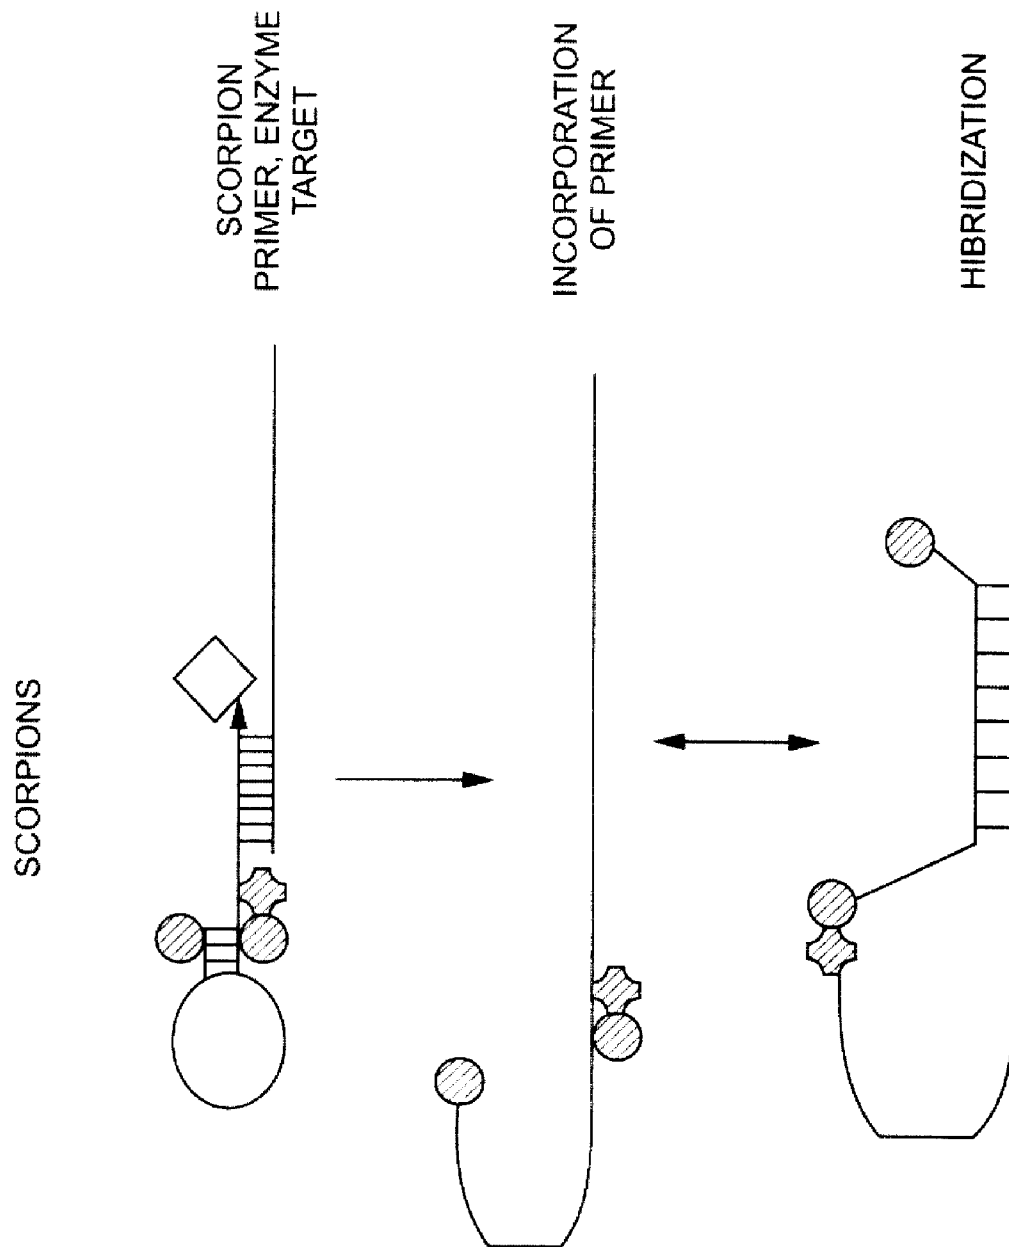 SCORPIONS
SCORPION
PRIMER, ENZYME
TARGET
INCORPORATION
OF PRIMER
HIBRIDIZATION